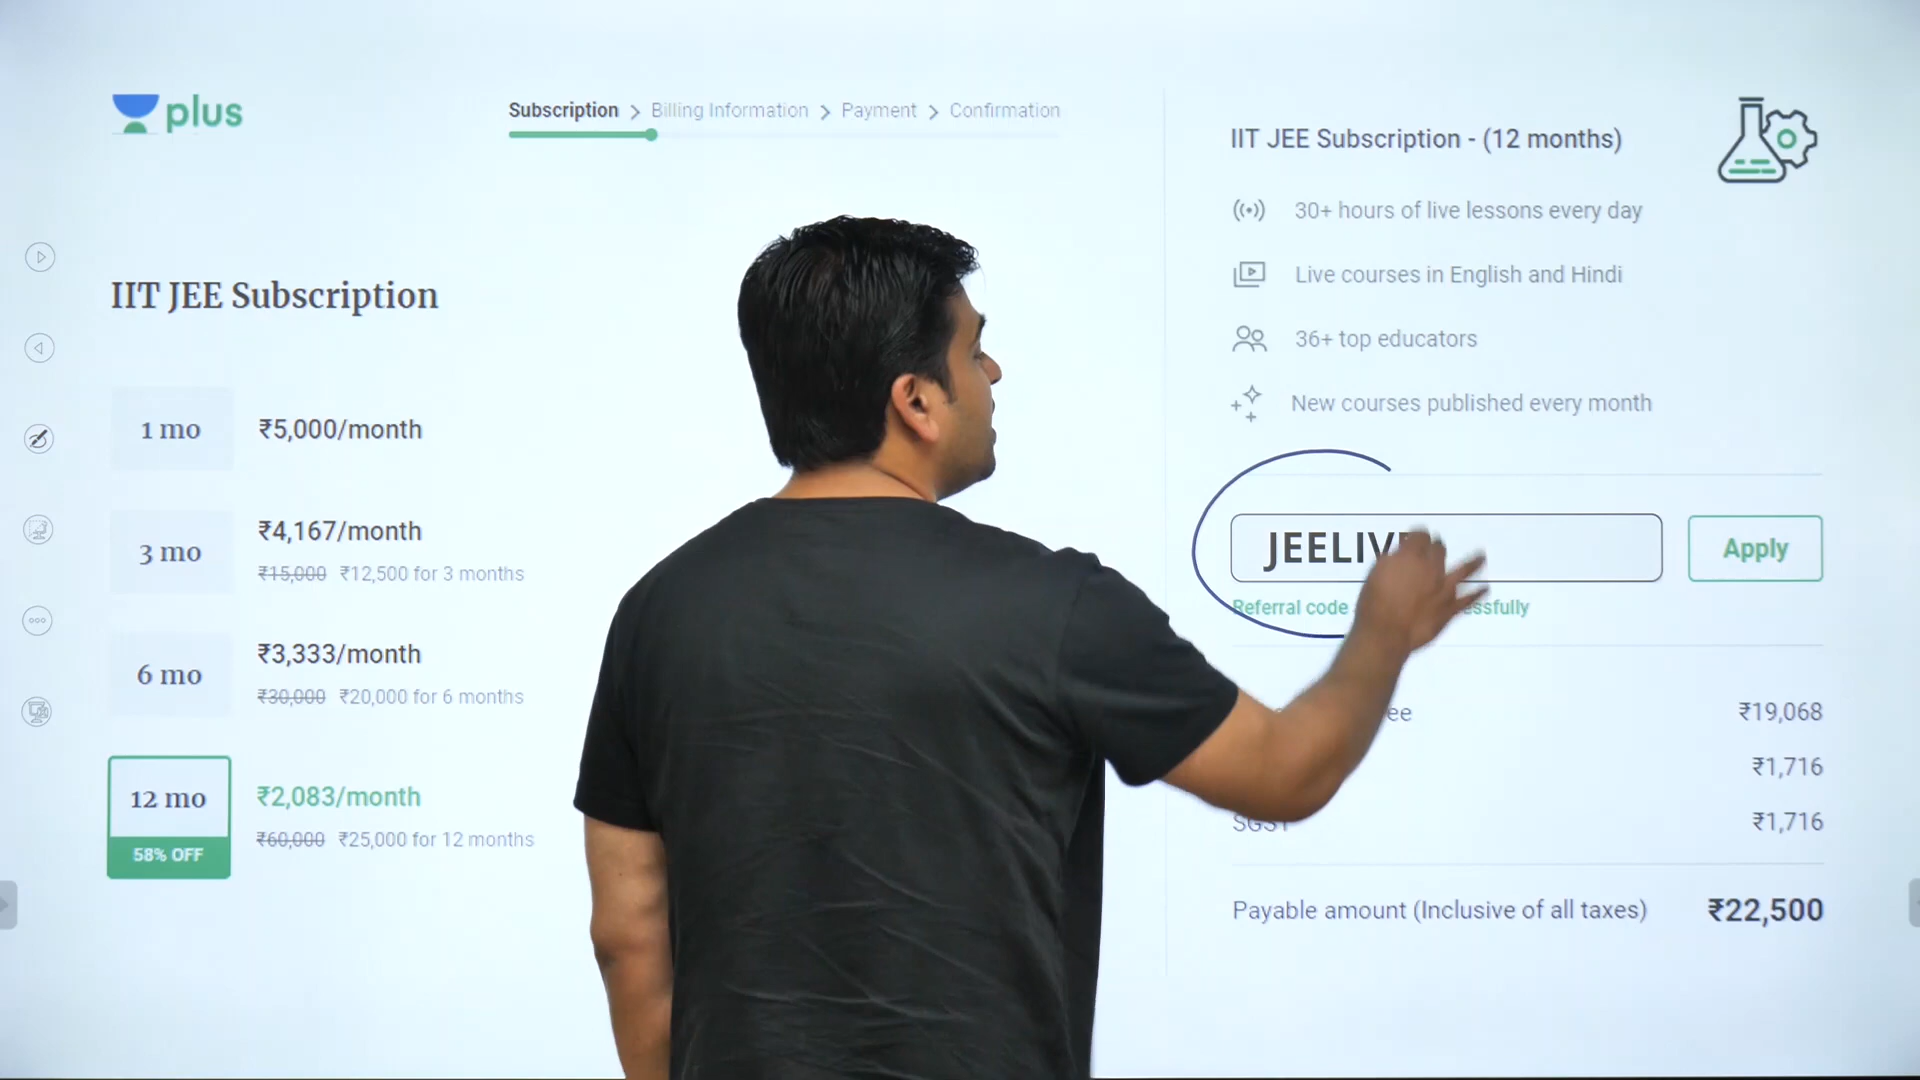 plus
Subscription > Billing Information > Payment > Confirmation
IIT JEE Subscription
1 mo ₹5,000/month
3 mo ₹4,167/month
₹15,000 ₹12,500 for 3 months
6 mo ₹3,333/month
₹30,000 ₹20,000 for 6 months
12 mo ₹2,083/month
58% OFF ₹60,000 ₹25,000 for 12 months
IIT JEE Subscription - (12 months)
30+ hours of live lessons every day
Live courses in English and Hindi
36+ top educators
New courses published every month
Apply
Referral code
₹19,068
₹1,716
SGST ₹1,716
Payable amount (Inclusive of all taxes) ₹22,500